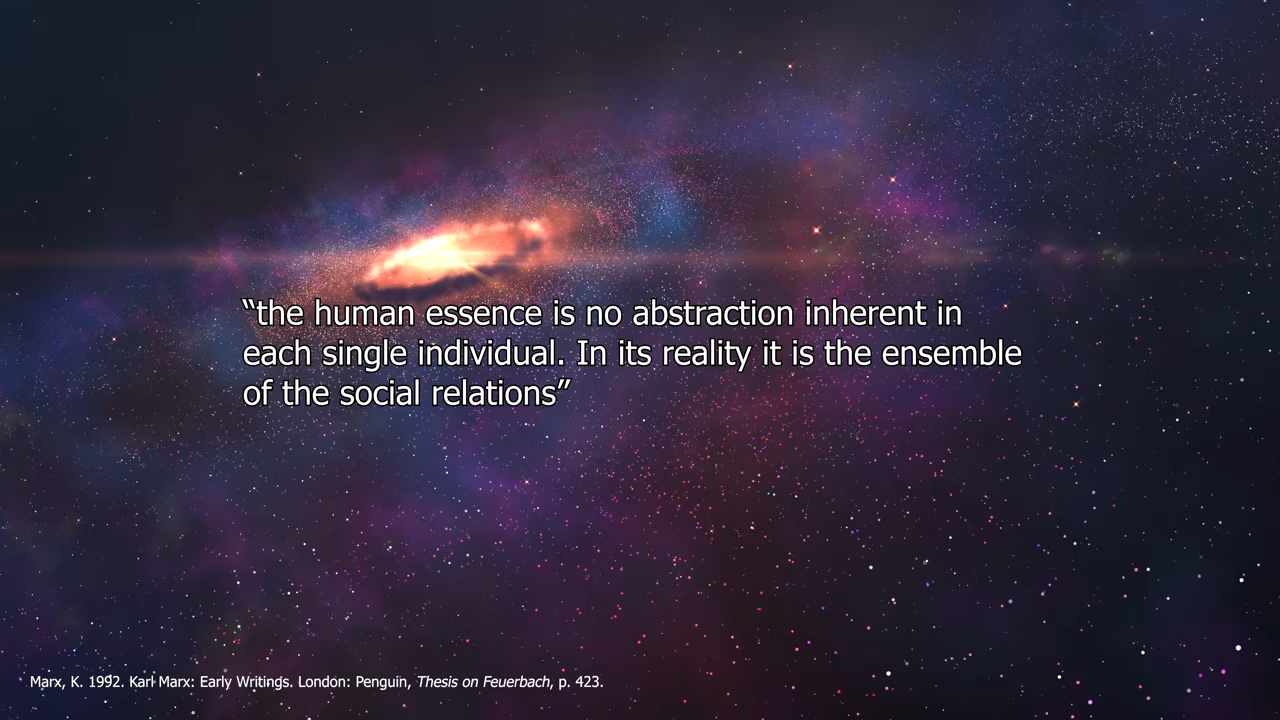 “the human essence is no abstraction inherent in
each single individual. In its reality it is the ensemble
of the social relations”
Marx, K. 1992. Karl Marx: Early Writings. London: Penguin, Thesis on Feuerbach, p. 423.